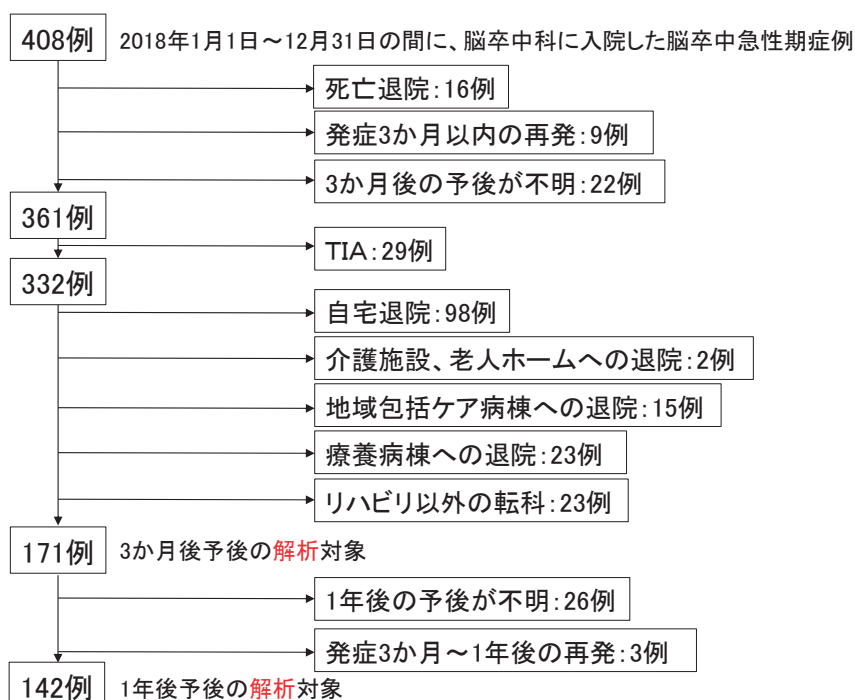 408例 2018年1月1日～12月31日の間に、脳卒中科に入院した脳卒中急性期症例
死亡退院：16例
発症3か月以内の再発：9例
3か月後の予後が不明：22例
361例
TIA：29例
332例
自宅退院：98例
介護施設、老人ホームへの退院：2例
地域包括ケア病棟への退院：15例
療養病棟への退院：23例
リハビリ以外の転科：23例
171例 3か月後予後の解析対象
1年後の予後が不明：26例
発症3か月～1年後の再発：3例
142例 1年後予後の解析対象